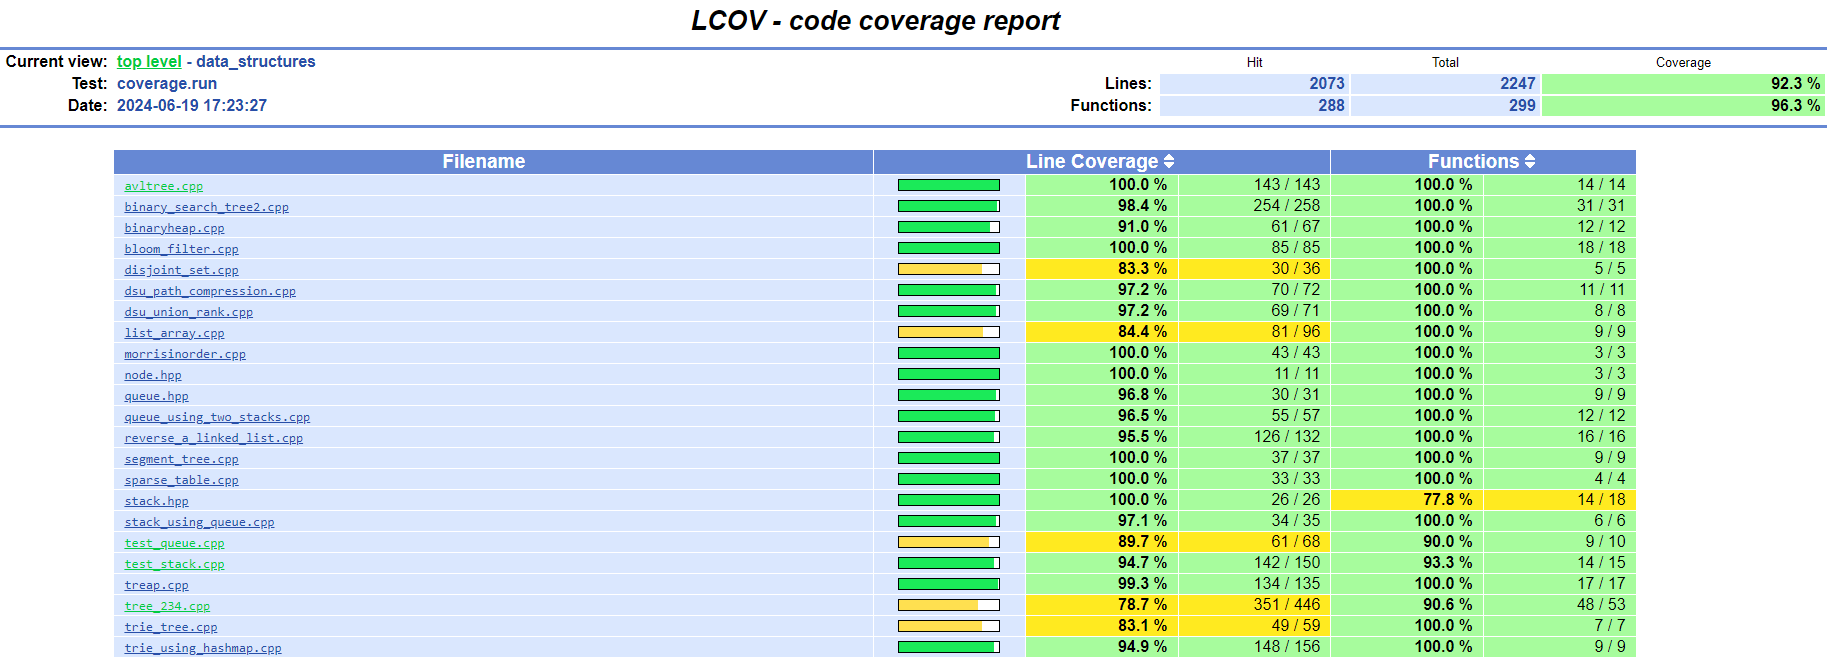 LCOV - code coverage report
Current view: top level - data_structures Hit Total Coverage
Test: coverage.run Lines: 2073 2247 92.3 %
Date: 2024-06-19 17:23:27 Functions: 288 299 96.3 %
Filename Line Coverage Functions
avltree.cpp 100.0 % 143 / 143 100.0 % 14 / 14
binary_search_tree2.cpp 98.4 % 254 / 258 100.0 % 31 / 31
binaryheap.cpp 91.0 % 61 / 67 100.0 % 12 / 12
bloom_filter.cpp 100.0 % 85 / 85 100.0 % 18 / 18
disjoint_set.cpp 83.3 % 30 / 36 100.0 % 5 / 5
dsu_path_compression.cpp 97.2 % 70 / 72 100.0 % 11 / 11
dsu_union_rank.cpp 97.2 % 69 / 71 100.0 % 8 / 8
list_array.cpp 84.4 % 81 / 96 100.0 % 9 / 9
morrisinorder.cpp 100.0 % 43 / 43 100.0 % 3 / 3
node.hpp 100.0 % 11 / 11 100.0 % 3 / 3
queue.hpp 96.8 % 30 / 31 100.0 % 9 / 9
queue_using_two_stacks.cpp 96.5 % 55 / 57 100.0 % 12 / 12
reverse_a_linked_list.cpp 95.5 % 126 / 132 100.0 % 16 / 16
segment_tree.cpp 100.0 % 37 / 37 100.0 % 9 / 9
sparse_table.cpp 100.0 % 33 / 33 100.0 % 4 / 4
stack.hpp 100.0 % 26 / 26 77.8 % 14 / 18
stack_using_queue.cpp 97.1 % 34 / 35 100.0 % 6 / 6
test_queue.cpp 89.7 % 61 / 68 90.0 % 9 / 10
test_stack.cpp 94.7 % 142 / 150 93.3 % 14 / 15
treap.cpp 99.3 % 134 / 135 100.0 % 17 / 17
tree_234.cpp 78.7 % 351 / 446 90.6 % 48 / 53
trie_tree.cpp 83.1 % 49 / 59 100.0 % 7 / 7
trie_using_hashmap.cpp 94.9 % 148 / 156 100.0 % 9 / 9